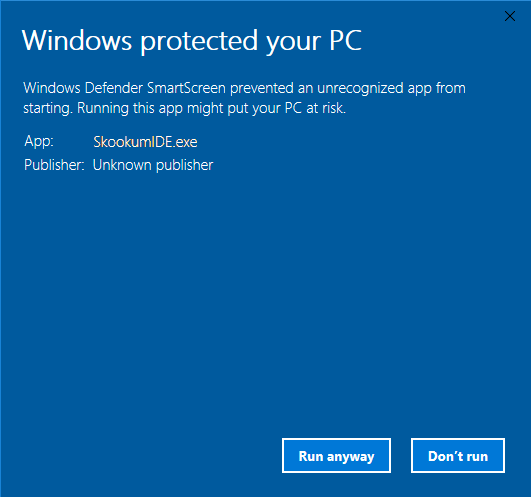 Windows protected your PC
Windows Defender SmartScreen prevented an unrecognized app from
starting. Running this app might put your PC at risk.
App: SkookumIDE.exe
Publisher: Unknown publisher
Run anyway Don't run